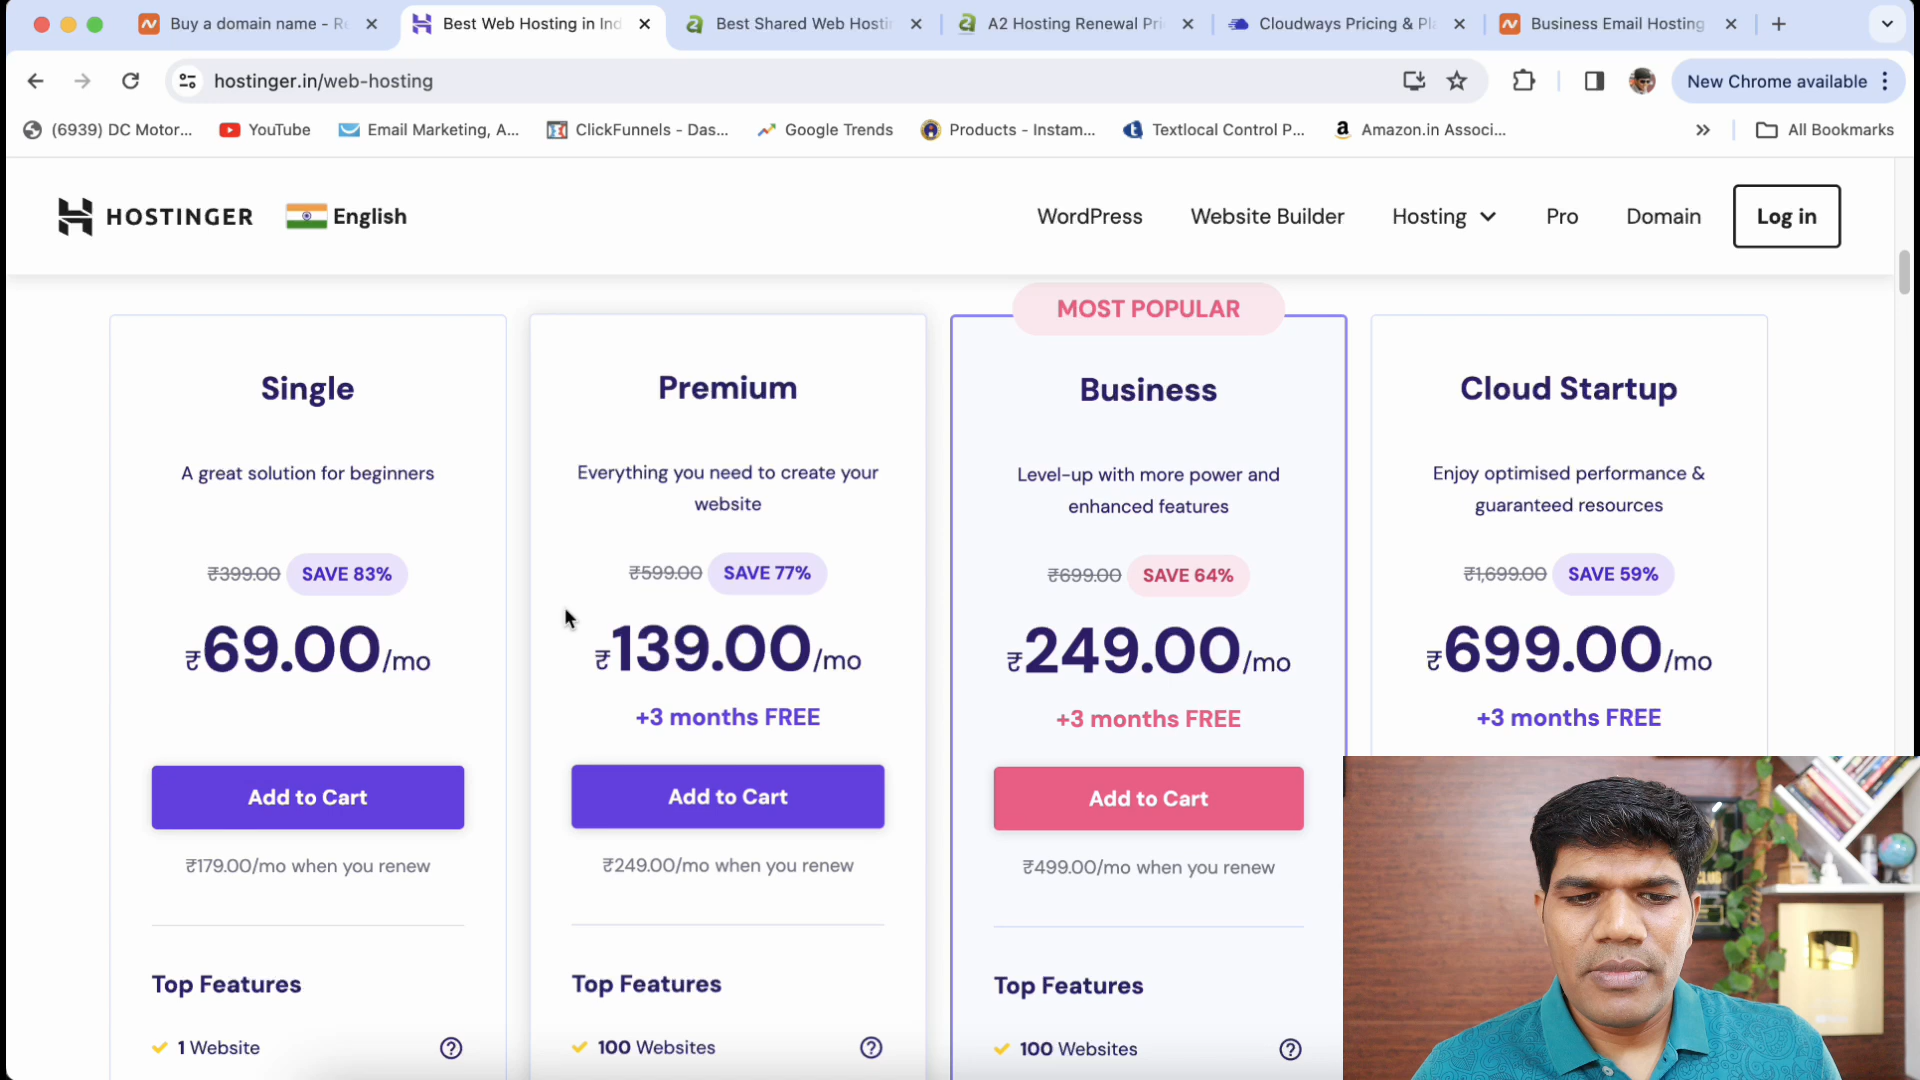 Buy a domain name - Re
Best Web Hosting in Ind
Best Shared Web Hostin
A2 Hosting Renewal Pri
Cloudways Pricing & Pl
Business Email Hosting
hostinger.in/web-hosting
New Chrome available
(6939) DC Motor...
YouTube
Email Marketing, A...
ClickFunnels - Das...
Google Trends
Products - Instam...
Textlocal Control P...
Amazon.in Associ...
All Bookmarks
HOSTINGER
English
WordPress
Website Builder
Hosting
Pro
Domain
Log in
Single
A great solution for beginners
₹399.00 SAVE 83%
₹69.00/mo
Add to Cart
₹179.00/mo when you renew
Top Features
1 Website
Premium
Everything you need to create your
website
₹599.00 SAVE 77%
₹139.00/mo
+3 months FREE
Add to Cart
₹249.00/mo when you renew
Top Features
100 Websites
MOST POPULAR
Business
Level-up with more power and
enhanced features
₹699.00 SAVE 64%
₹249.00/mo
+3 months FREE
Add to Cart
₹499.00/mo when you renew
Top Features
100 Websites
Cloud Startup
Enjoy optimised performance &
guaranteed resources
₹1,699.00 SAVE 59%
₹699.00/mo
+3 months FREE